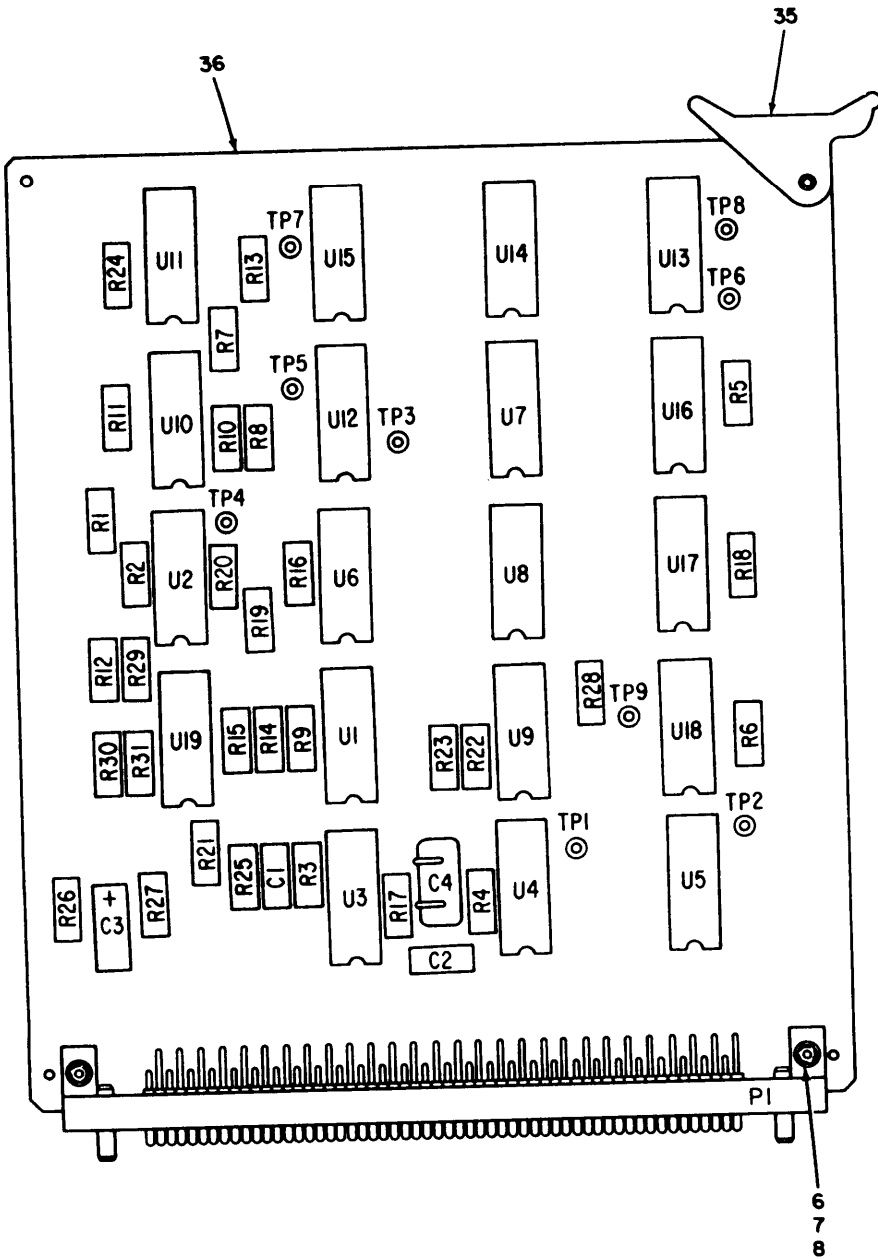 35
36
TP7
TP8
U11
R13
U15
U14
U13
R24
TP6
R7
TP5
R11
U10
R10
R8
U12
TP3
U7
U16
R5
R1
TP4
R2
U2
R20
R16
U6
U8
U17
R18
R19
R12
R29
R28
TP9
U19
R15
R14
R9
U1
R23
R22
U9
U18
R6
R30
R31
TP2
TP1
R21
R25
C1
R3
U3
R17
C4
R4
U4
U5
R26
+
C3
R27
C2
P1
6
7
8